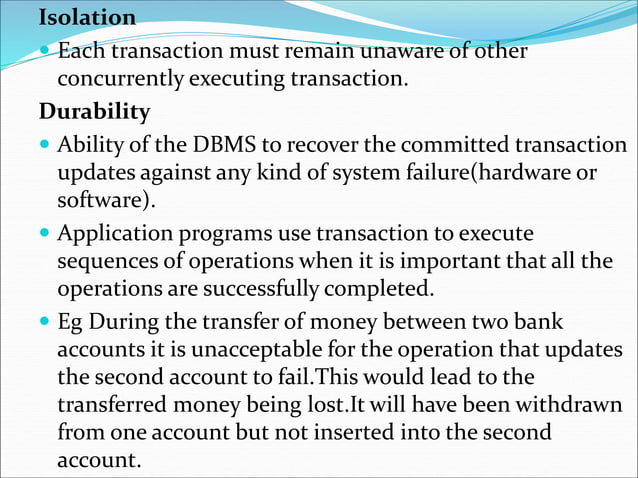 Isolation
Each transaction must remain unaware of other
concurrently executing transaction.
Durability
Ability of the DBMS to recover the committed transaction
updates against any kind of system failure(hardware or
software).
Application programs use transaction to execute
sequences of operations when it is important that all the
operations are successfully completed.
Eg During the transfer of money between two bank
accounts it is unacceptable for the operation that updates
the second account to fail.This would lead to the
transferred money being lost.It will have been withdrawn
from one account but not inserted into the second
account.